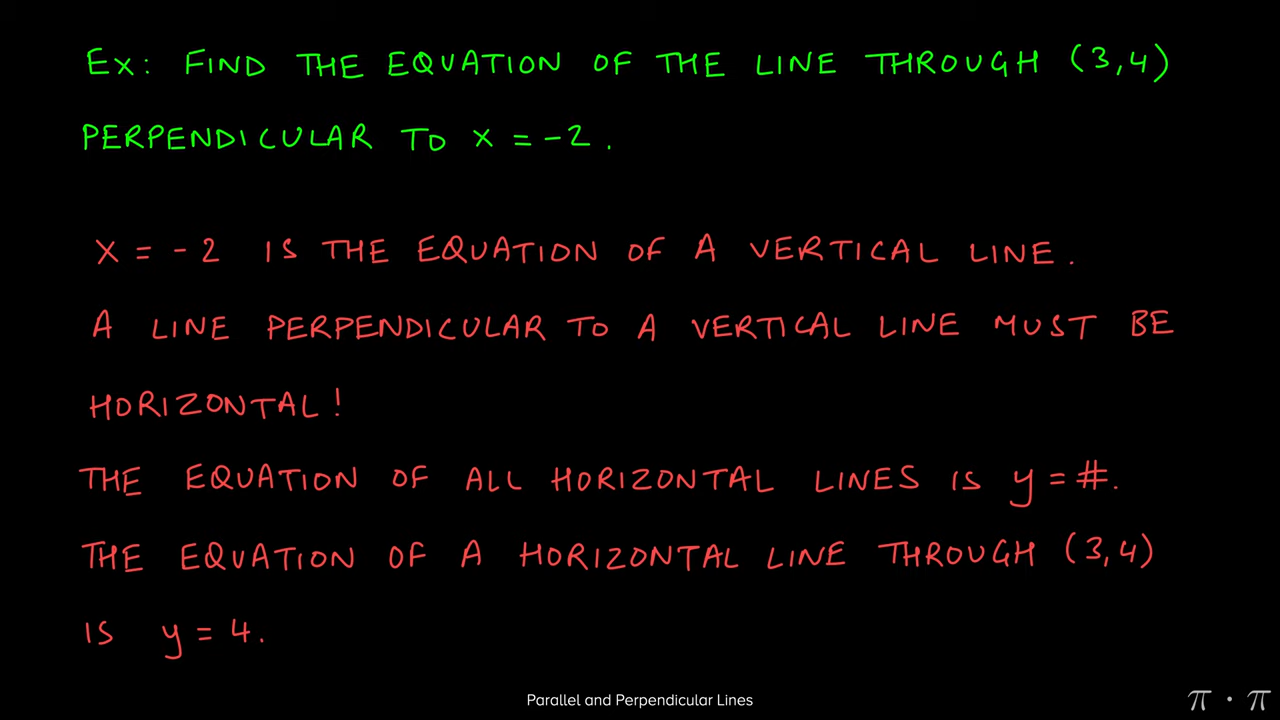 EX: FIND THE EQUATION OF THE LINE THROUGH (3,4)
PERPENDICULAR TO X = -2.
X = -2 IS THE EQUATION OF A VERTICAL LINE.
A LINE PERPENDICULAR TO A VERTICAL LINE MUST BE
HORIZONTAL!
THE EQUATION OF ALL HORIZONTAL LINES IS y = #.
THE EQUATION OF A HORIZONTAL LINE THROUGH (3,4)
IS y = 4.
Parallel and Perpendicular Lines
π · π